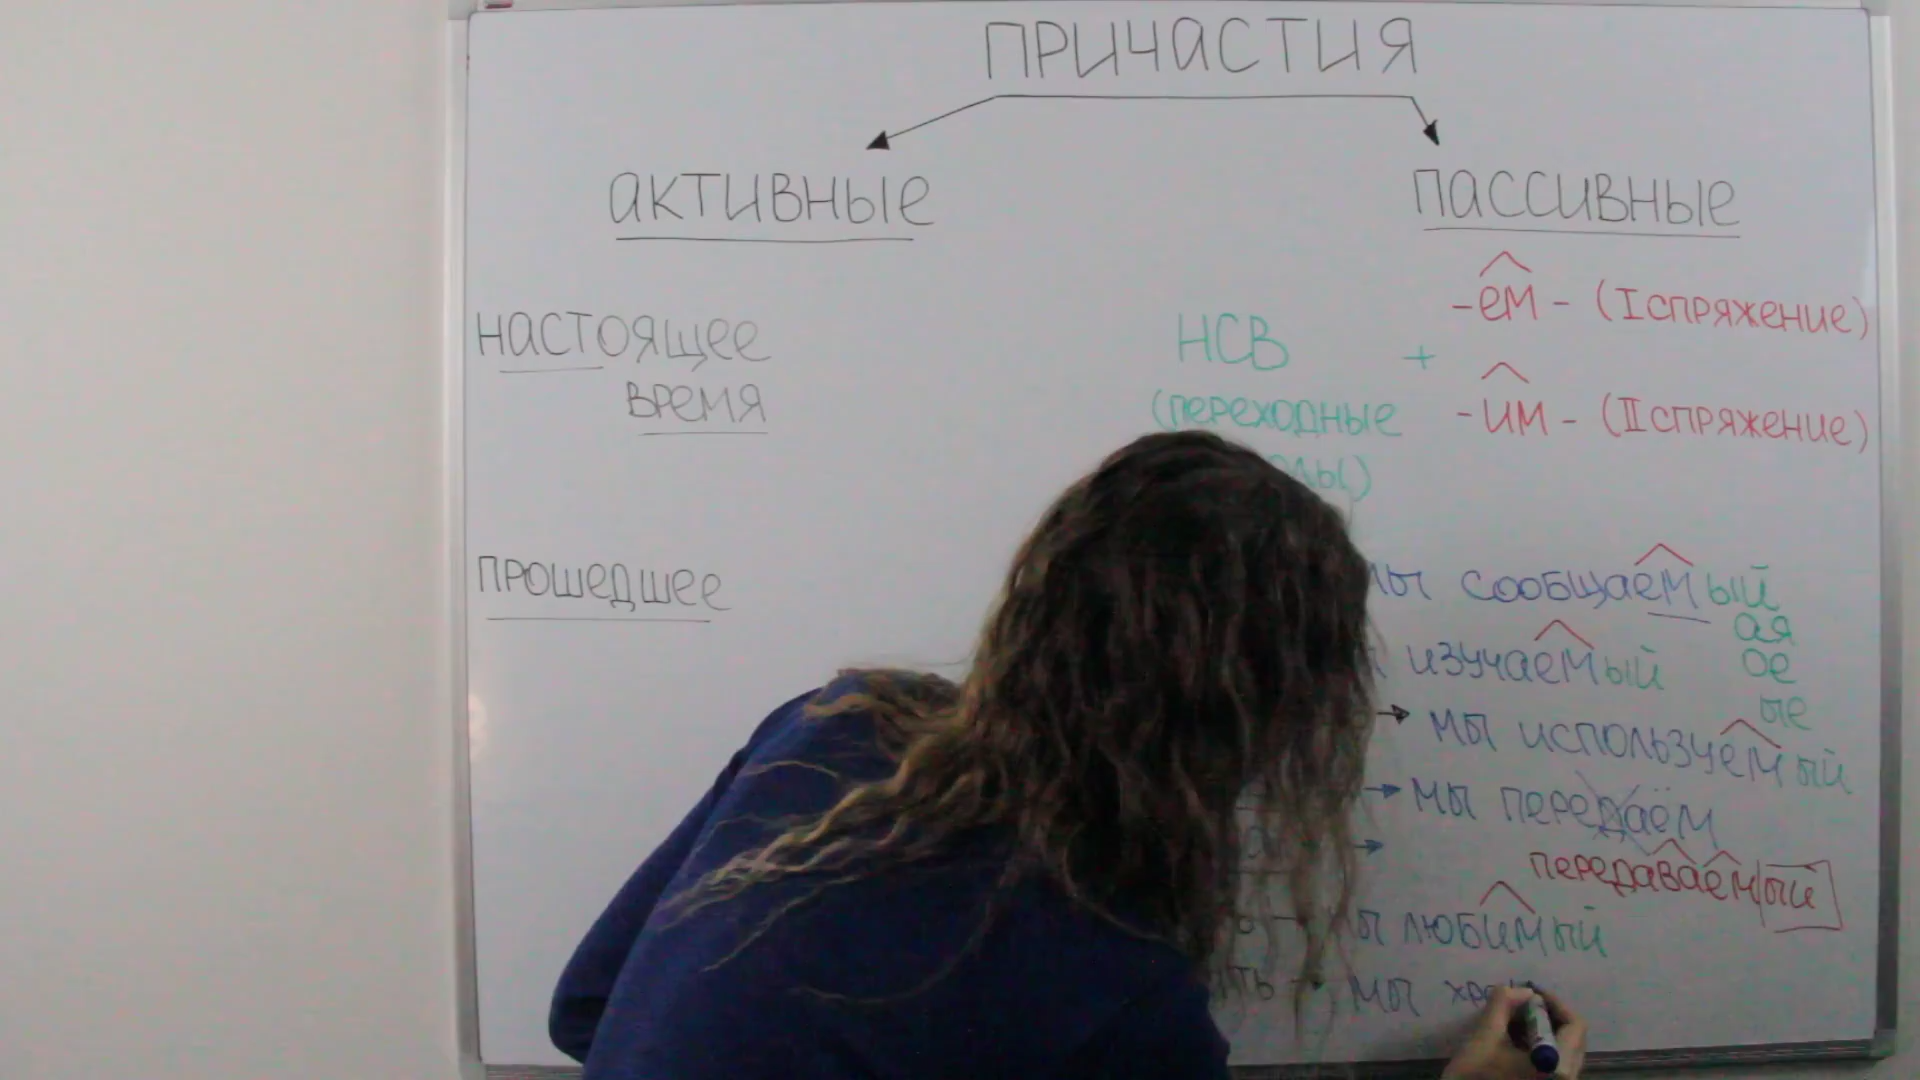 ПРИЧАСТИЯ
активные
пассивные
настоящее
время
НСВ +
(переходные
-ем- (I спряжение)
-им- (II спряжение)
прошедшее
сообщаемый
ая
ое
ые
изучаемый
→ мы используемый
→ мы передаём
→
передаваемый
любимый
мы